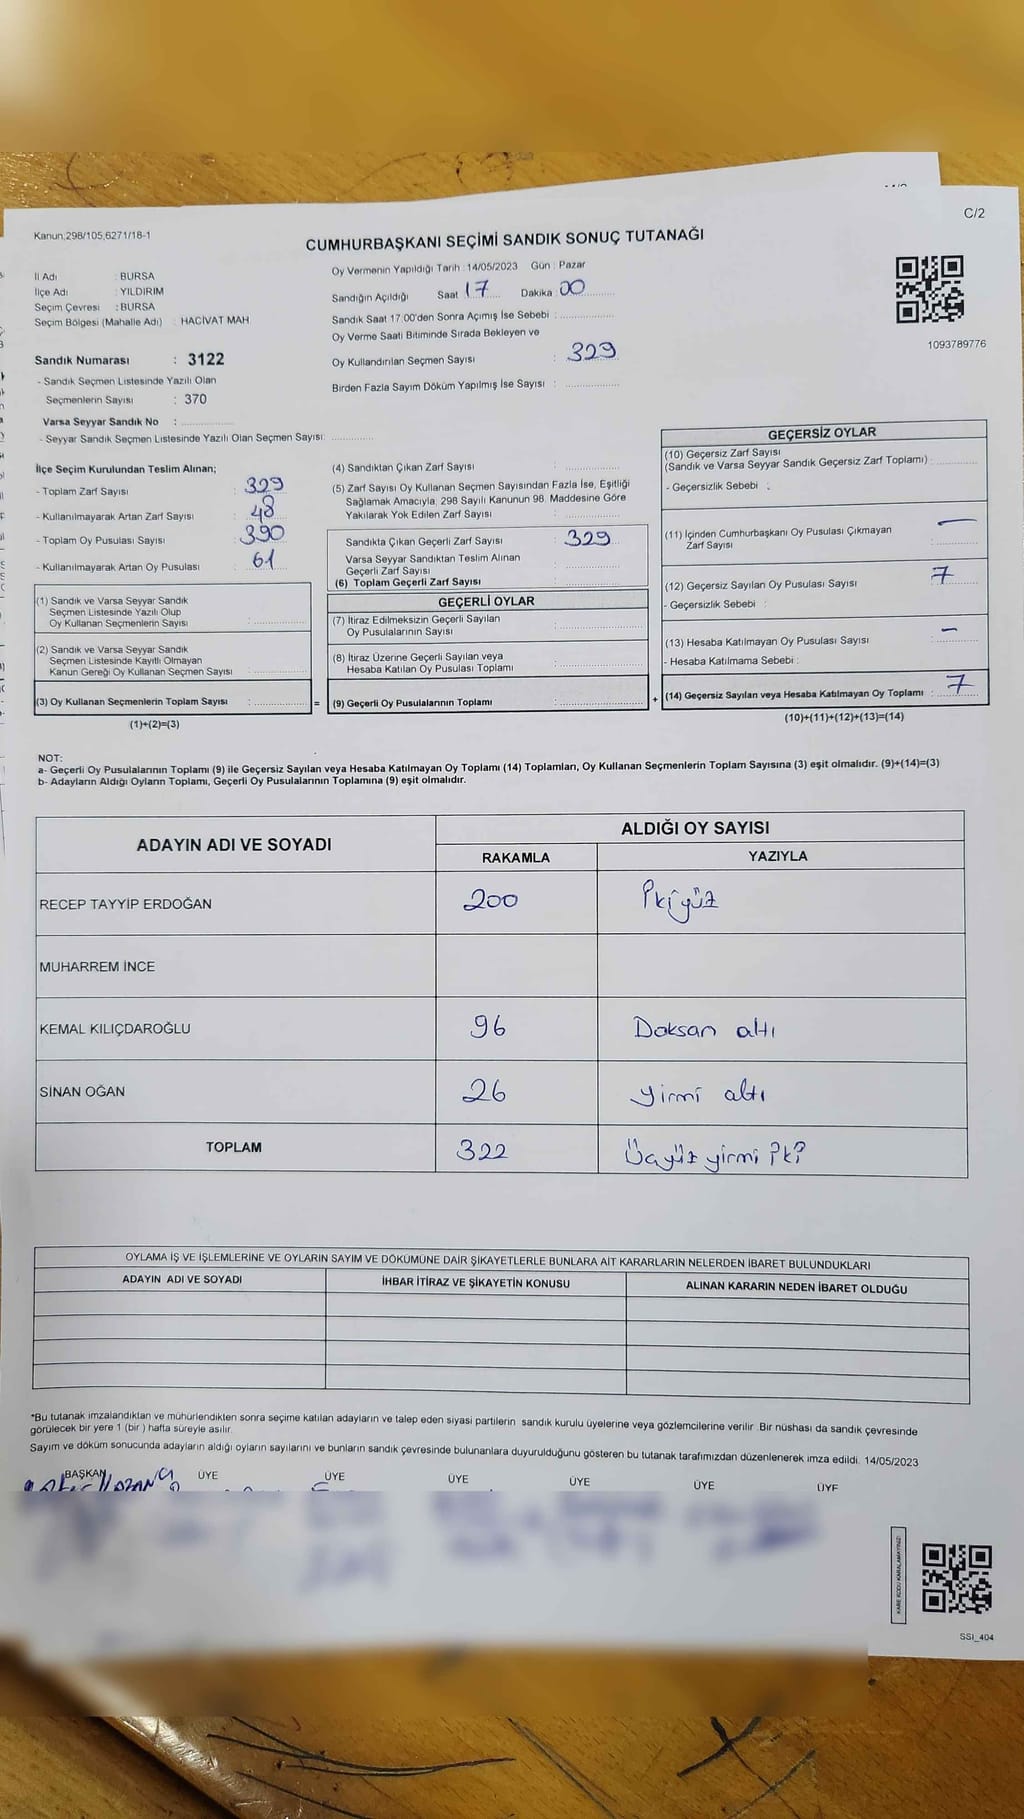 C/2
Kanun:298/105,6271/18-1
CUMHURBAŞKANI SEÇİMİ SANDIK SONUÇ TUTANAĞI
İl Adı : BURSA
İlçe Adı : YILDIRIM
Seçim Çevresi : BURSA
Seçim Bölgesi (Mahalle Adı) : HACİVAT MAH
Oy Vermenin Yapıldığı Tarih :14/05/2023 Gün : Pazar
Sandığın Açıldığı Saat 17 Dakika 00
Sandık Saat 17:00'den Sonra Açımış İse Sebebi :
Oy Verme Saati Bitiminde Sırada Bekleyen ve
Oy Kullandırılan Seçmen Sayısı : 329
Birden Fazla Sayım Döküm Yapılmış İse Sayısı :
1093789776
Sandık Numarası : 3122
- Sandık Seçmen Listesinde Yazılı Olan
Seçmenlerin Sayısı : 370
Varsa Seyyar Sandık No :
- Seyyar Sandık Seçmen Listesinde Yazılı Olan Seçmen Sayısı:
İlçe Seçim Kurulundan Teslim Alınan;
- Toplam Zarf Sayısı : 329
- Kullanılmayarak Artan Zarf Sayısı : 48
- Toplam Oy Pusulası Sayısı : 390
- Kullanılmayarak Artan Oy Pusulası : 61
(1) Sandık ve Varsa Seyyar Sandık
Seçmen Listesinde Yazılı Olup
Oy Kullanan Seçmenlerin Sayısı :
(2) Sandık ve Varsa Seyyar Sandık
Seçmen Listesinde Kayıtlı Olmayan
Kanun Gereği Oy Kullanan Seçmen Sayısı :
(3) Oy Kullanan Seçmenlerin Toplam Sayısı :
(1)+(2)=(3)
=
(4) Sandıktan Çıkan Zarf Sayısı :
(5) Zarf Sayısı Oy Kullanan Seçmen Sayısından Fazla İse, Eşitliği
Sağlamak Amacıyla, 298 Sayılı Kanunun 98. Maddesine Göre
Yakılarak Yok Edilen Zarf Sayısı :
Sandıkta Çıkan Geçerli Zarf Sayısı : 329
Varsa Seyyar Sandıktan Teslim Alınan
Geçerli Zarf Sayısı :
(6) Toplam Geçerli Zarf Sayısı :
GEÇERLİ OYLAR
(7) İtiraz Edilmeksizin Geçerli Sayılan
Oy Pusulalarının Sayısı :
(8) İtiraz Üzerine Geçerli Sayılan veya
Hesaba Katılan Oy Pusulası Toplamı :
(9) Geçerli Oy Pusulalarının Toplamı :
+
GEÇERSİZ OYLAR
(10) Geçersiz Zarf Sayısı
(Sandık ve Varsa Seyyar Sandık Geçersiz Zarf Toplamı) :
- Geçersizlik Sebebi :
(11) İçinden Cumhurbaşkanı Oy Pusulası Çıkmayan
Zarf Sayısı : —
(12) Geçersiz Sayılan Oy Pusulası Sayısı : 7
- Geçersizlik Sebebi :
(13) Hesaba Katılmayan Oy Pusulası Sayısı : —
- Hesaba Katılmama Sebebi :
(14) Geçersiz Sayılan veya Hesaba Katılmayan Oy Toplamı : 7
(10)+(11)+(12)+(13)=(14)
NOT:
a- Geçerli Oy Pusulalarının Toplamı (9) ile Geçersiz Sayılan veya Hesaba Katılmayan Oy Toplamı (14) Toplamları, Oy Kullanan Seçmenlerin Toplam Sayısına (3) eşit olmalıdır. (9)+(14)=(3)
b- Adayların Aldığı Oyların Toplamı, Geçerli Oy Pusulalarının Toplamına (9) eşit olmalıdır.
ADAYIN ADI VE SOYADI ALDIĞI OY SAYISI
RAKAMLA YAZIYLA
RECEP TAYYİP ERDOĞAN 200 İkiyüz
MUHARREM İNCE
KEMAL KILIÇDAROĞLU 96 Doksan altı
SİNAN OĞAN 26 yirmi altı
TOPLAM 322 Üçyüz yirmi iki
OYLAMA İŞ VE İŞLEMLERİNE VE OYLARIN SAYIM VE DÖKÜMÜNE DAİR ŞİKAYETLERLE BUNLARA AİT KARARLARIN NELERDEN İBARET BULUNDUKLARI
ADAYIN ADI VE SOYADI İHBAR İTİRAZ VE ŞİKAYETİN KONUSU ALINAN KARARIN NEDEN İBARET OLDUĞU
*Bu tutanak imzalandıktan ve mühürlendikten sonra seçime katılan adayların ve talep eden siyasi partilerin sandık kurulu üyelerine veya gözlemcilerine verilir. Bir nüshası da sandık çevresinde
görülecek bir yere 1 (bir ) hafta süreyle asılır.
Sayım ve döküm sonucunda adayların aldığı oyların sayılarını ve bunların sandık çevresinde bulunanlara duyurulduğunu gösteren bu tutanak tarafımızdan düzenlenerek imza edildi. 14/05/2023
BAŞKAN ÜYE ÜYE ÜYE ÜYE ÜYE ÜYE
KARE KODU KARALAMAYINIZ!
SSI_404